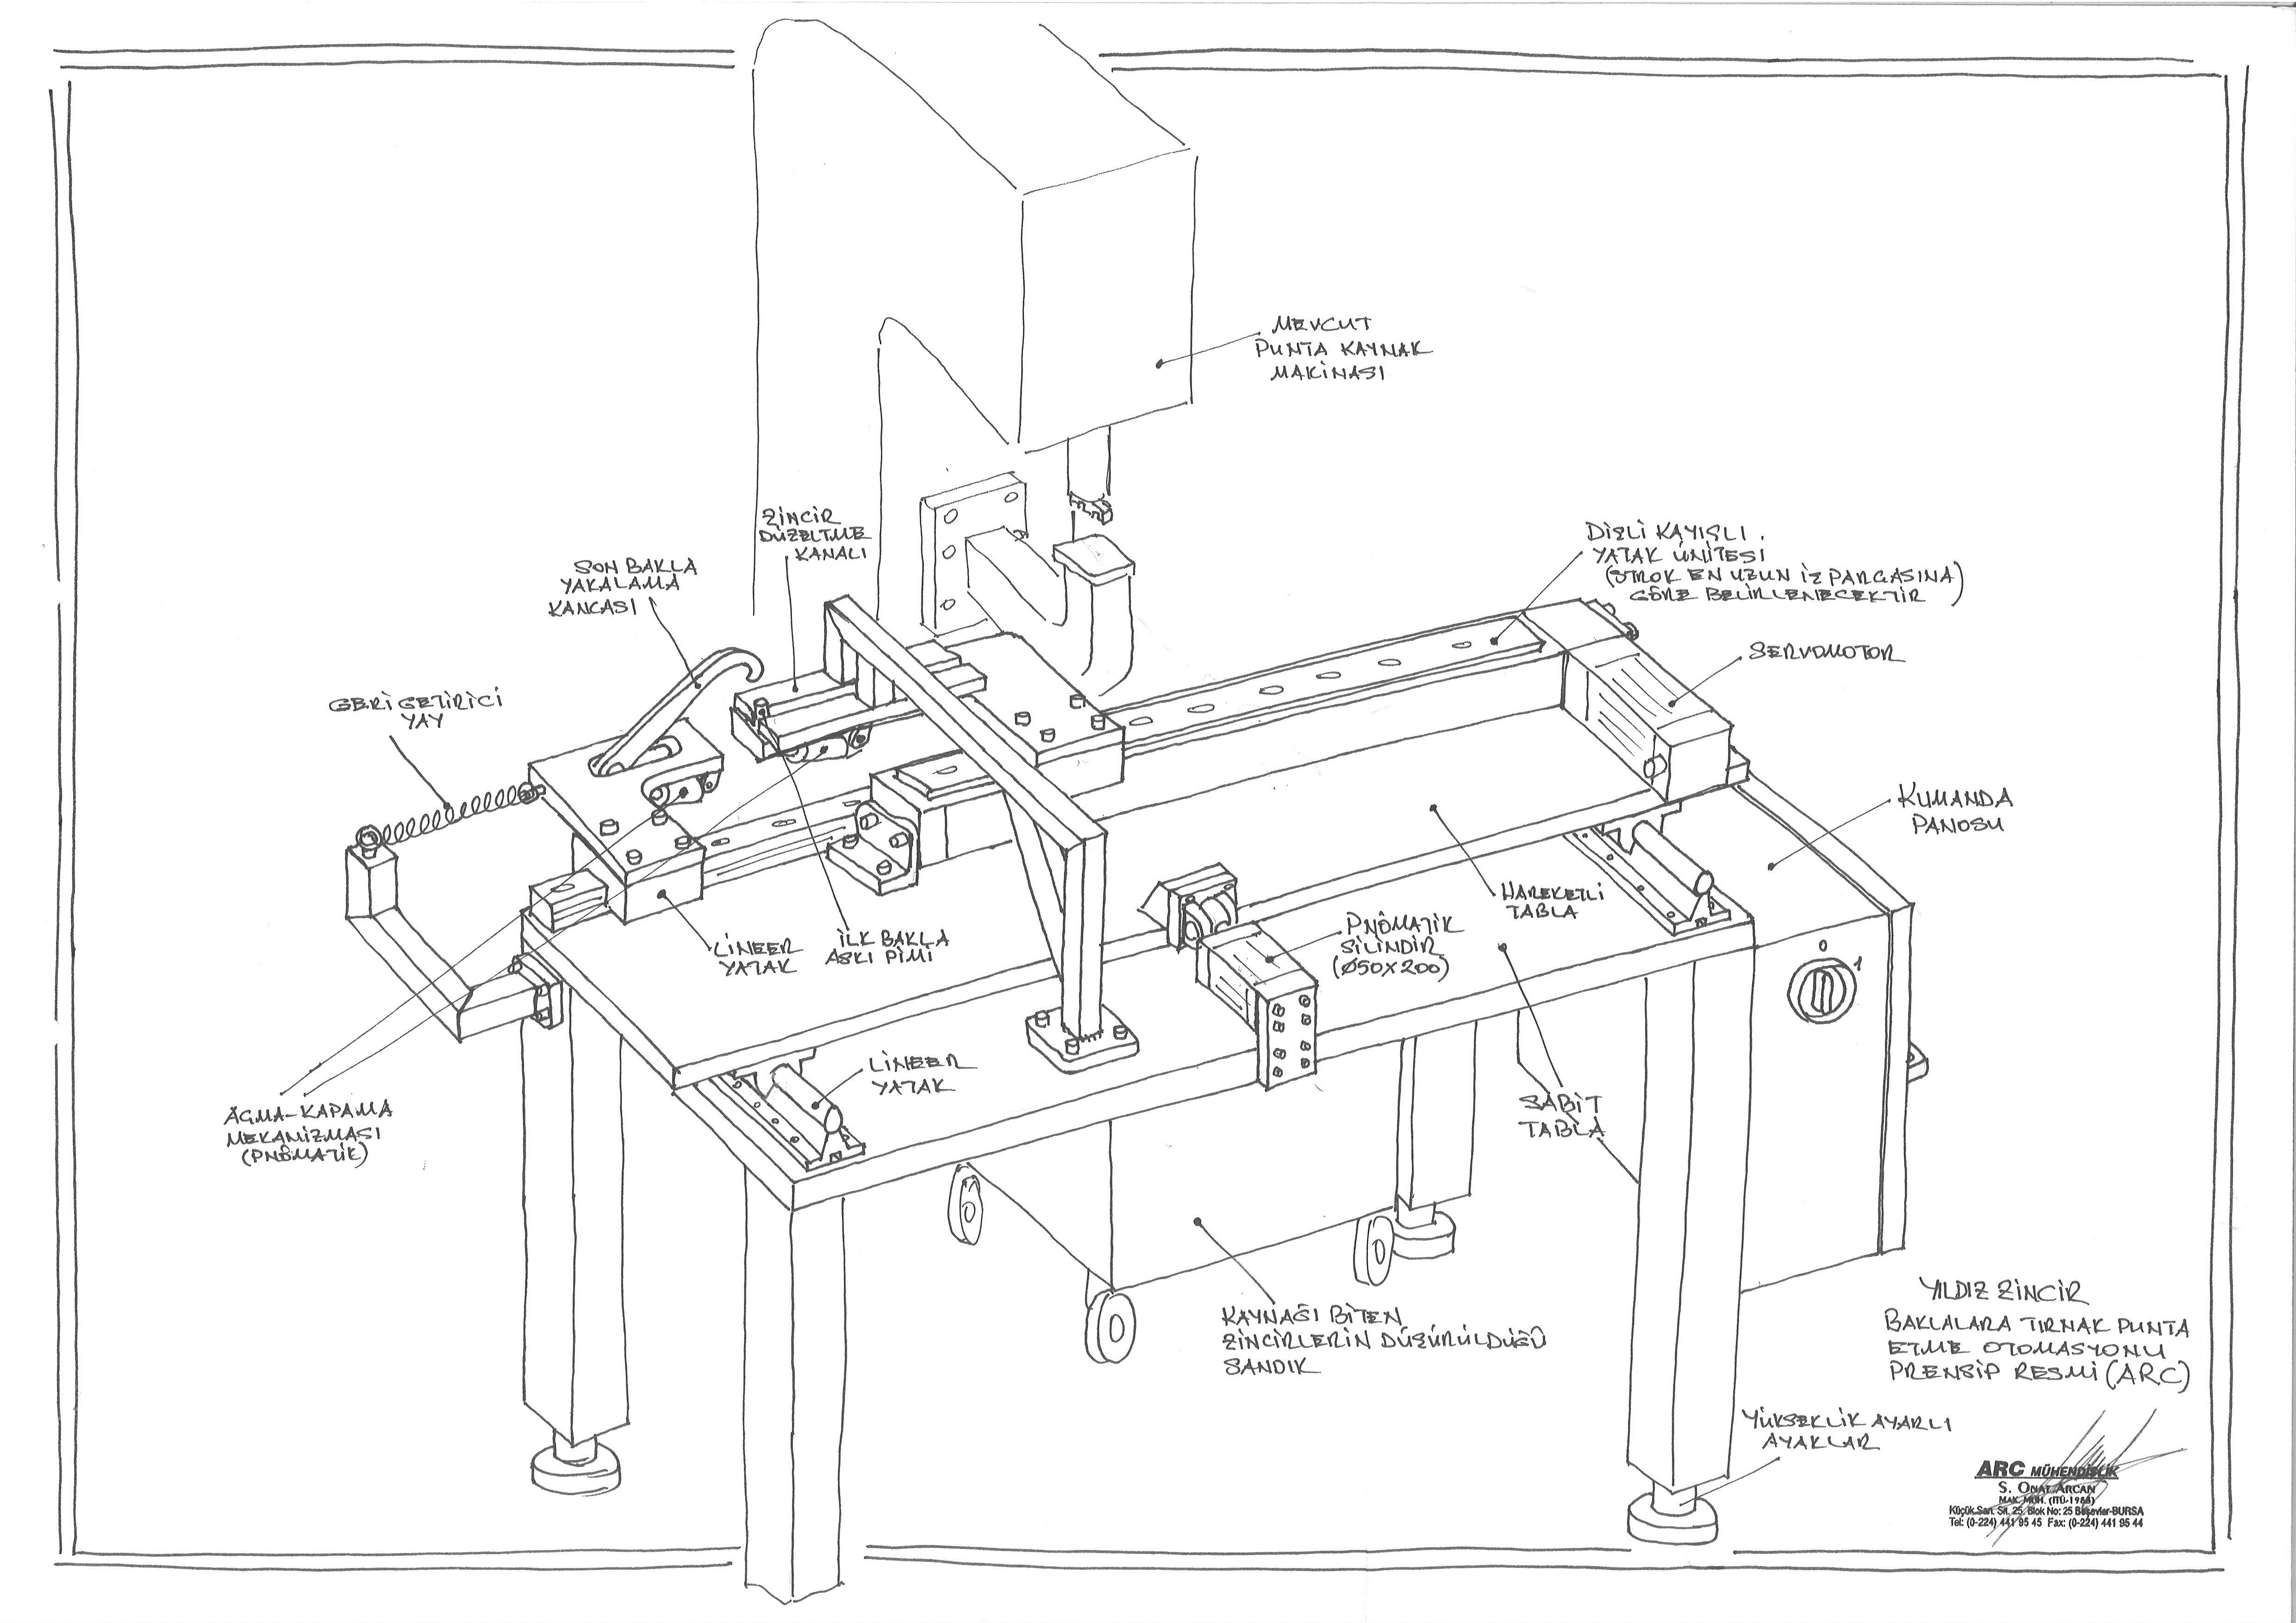 MEVCUT
PUNTA KAYNAK
MAKİNASI
ZİNCİR
DÜZELTME
KANALI
SON BAKLA
YAKALAMA
KANCASI
GERİ GETİRİCİ
YAY
DİŞLİ KAYIŞLI
YATAK ÜNİTESİ
(STROK EN UZUN İZ PARÇASINA)
GÖRE BELİRLENECEKTİR
SERVOMOTOR
KUMANDA
PANOSU
HAREKETLİ
TABLA
PNÖMATİK
SİLİNDİR
(Ø50X200)
LİNEER
YATAK
İLK BAKLA
ASKI PİMİ
0
1
LİNEER
YATAK
AÇMA-KAPAMA
MEKANİZMASI
(PNÖMATİK)
SABİT
TABLA
KAYNAĞI BİTEN
ZİNCİRLERİN DÜŞÜRÜLDÜĞÜ
SANDIK
YILDIZ ZİNCİR
BAKLALARA TIRNAK PUNTA
ETME OTOMASYONU
PRENSİP RESMİ (ARC)
YÜKSEKLİK AYARLI
AYAKLAR
ARC MÜHENDİSLİK
S. ONAT ARCAN
MAK. MÜH. (İTÜ-1988)
Küçük San. Sit. 25. Blok No: 25 Beşevler-BURSA
Tel: (0-224) 441 95 45 Fax: (0-224) 441 95 44